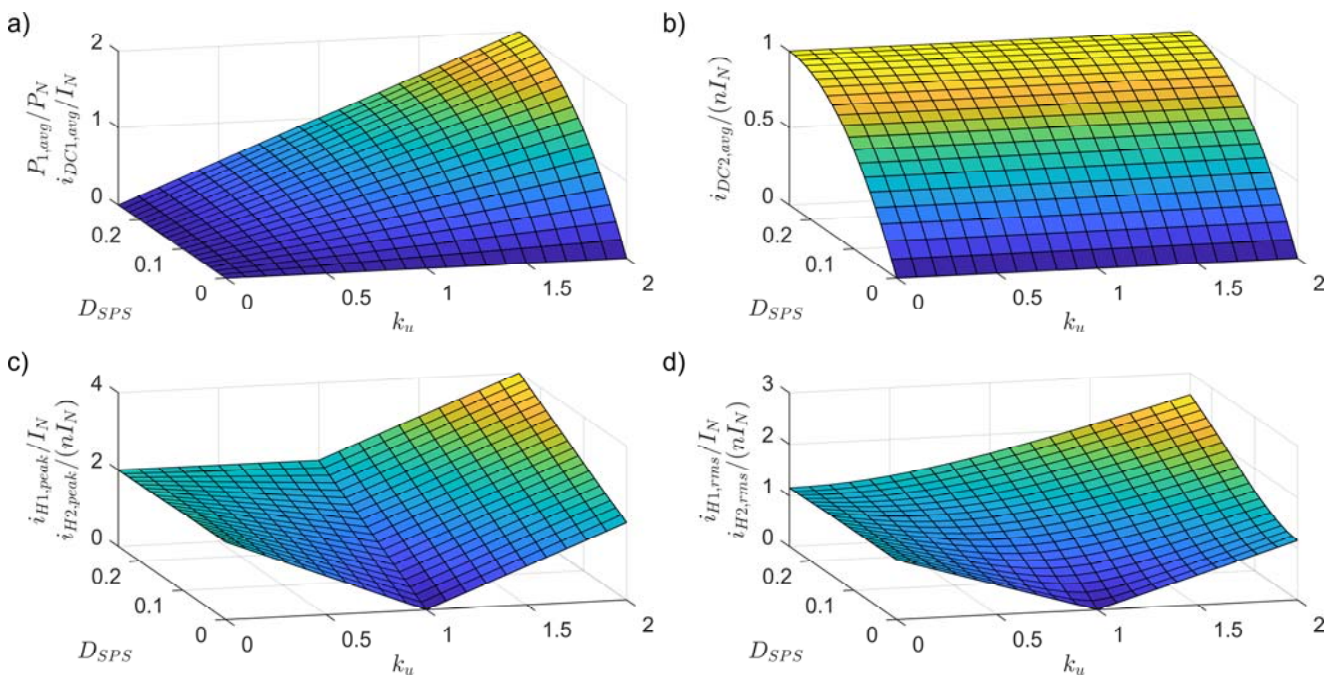 a)
2
1
0
P_{1,avg}/P_N
i_{DC1,avg}/I_N
0.2
0.1
0
D_{SPS}
0
0.5
1
1.5
2
k_u
b)
1
0.5
0
i_{DC2,avg}/(nI_N)
0.2
0.1
0
D_{SPS}
0
0.5
1
1.5
2
k_u
c)
4
2
0
i_{H1,peak}/I_N
i_{H2,peak}/(nI_N)
0.2
0.1
0
D_{SPS}
0
0.5
1
1.5
2
k_u
d)
3
2
1
0
i_{H1,rms}/I_N
i_{H2,rms}/(nI_N)
0.2
0.1
0
D_{SPS}
0
0.5
1
1.5
2
k_u